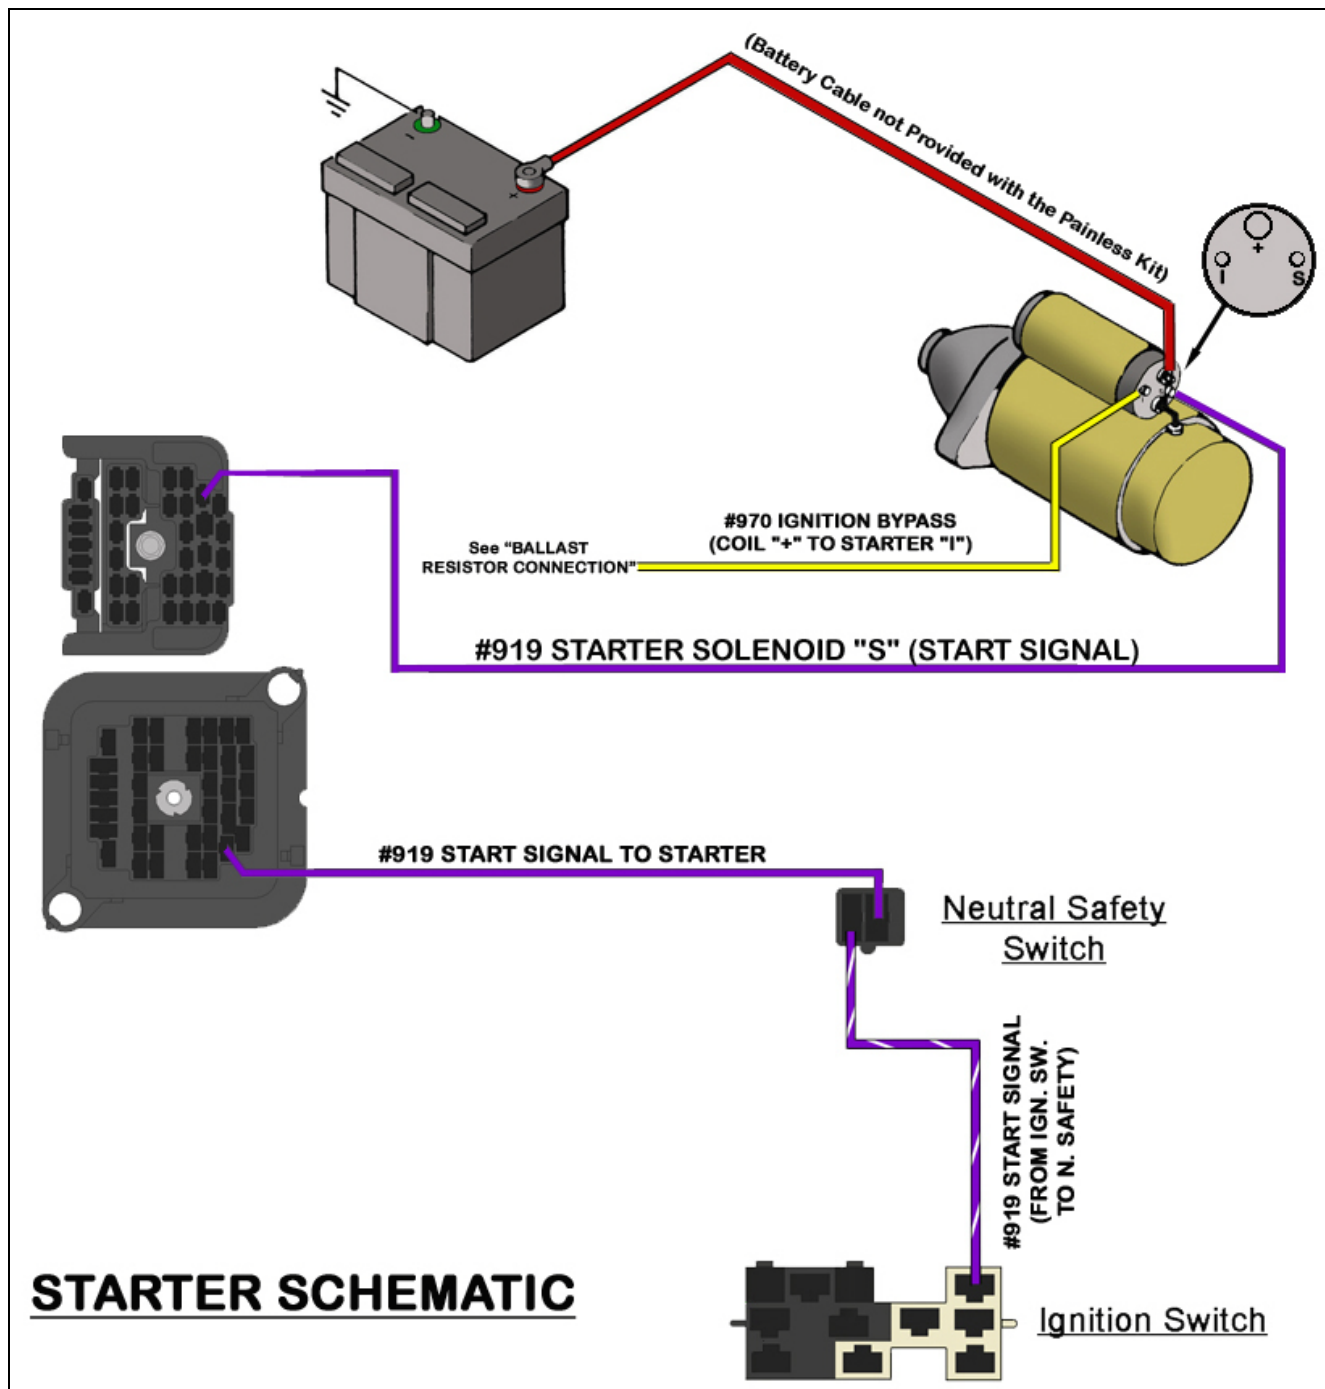 (Battery Cable not Provided with the Painless Kit)
-
+
+
I
S
#970 IGNITION BYPASS
(COIL "+" TO STARTER "I")
See “BALLAST
RESISTOR CONNECTION”
#919 STARTER SOLENOID "S" (START SIGNAL)
#919 START SIGNAL TO STARTER
Neutral Safety
Switch
#919 START SIGNAL
(FROM IGN. SW.
TO N. SAFETY)
STARTER SCHEMATIC
Ignition Switch